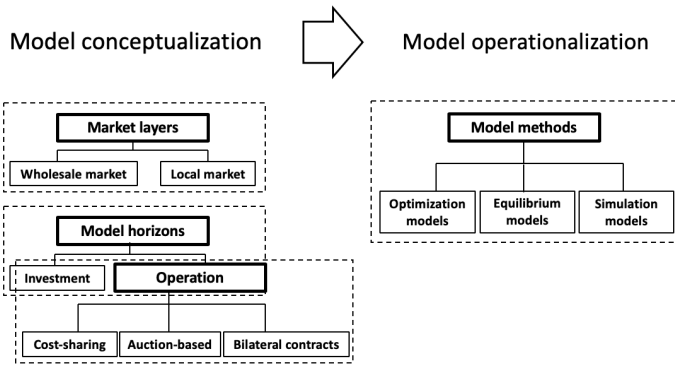 Model conceptualization
Model operationalization
Market layers
Wholesale market
Local market
Model horizons
Investment
Operation
Cost-sharing
Auction-based
Bilateral contracts
Model methods
Optimization
models
Equilibrium
models
Simulation
models